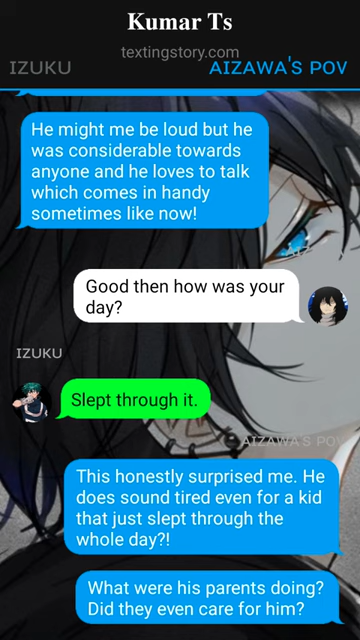 Kumar Ts
textingstory.com
IZUKU
AIZAWA'S POV
He might me be loud but he
was considerable towards
anyone and he loves to talk
which comes in handy
sometimes like now!
Good then how was your
day?
IZUKU
Slept through it.
AIZAWA'S POV
This honestly surprised me. He
does sound tired even for a kid
that just slept through the
whole day?!
What were his parents doing?
Did they even care for him?